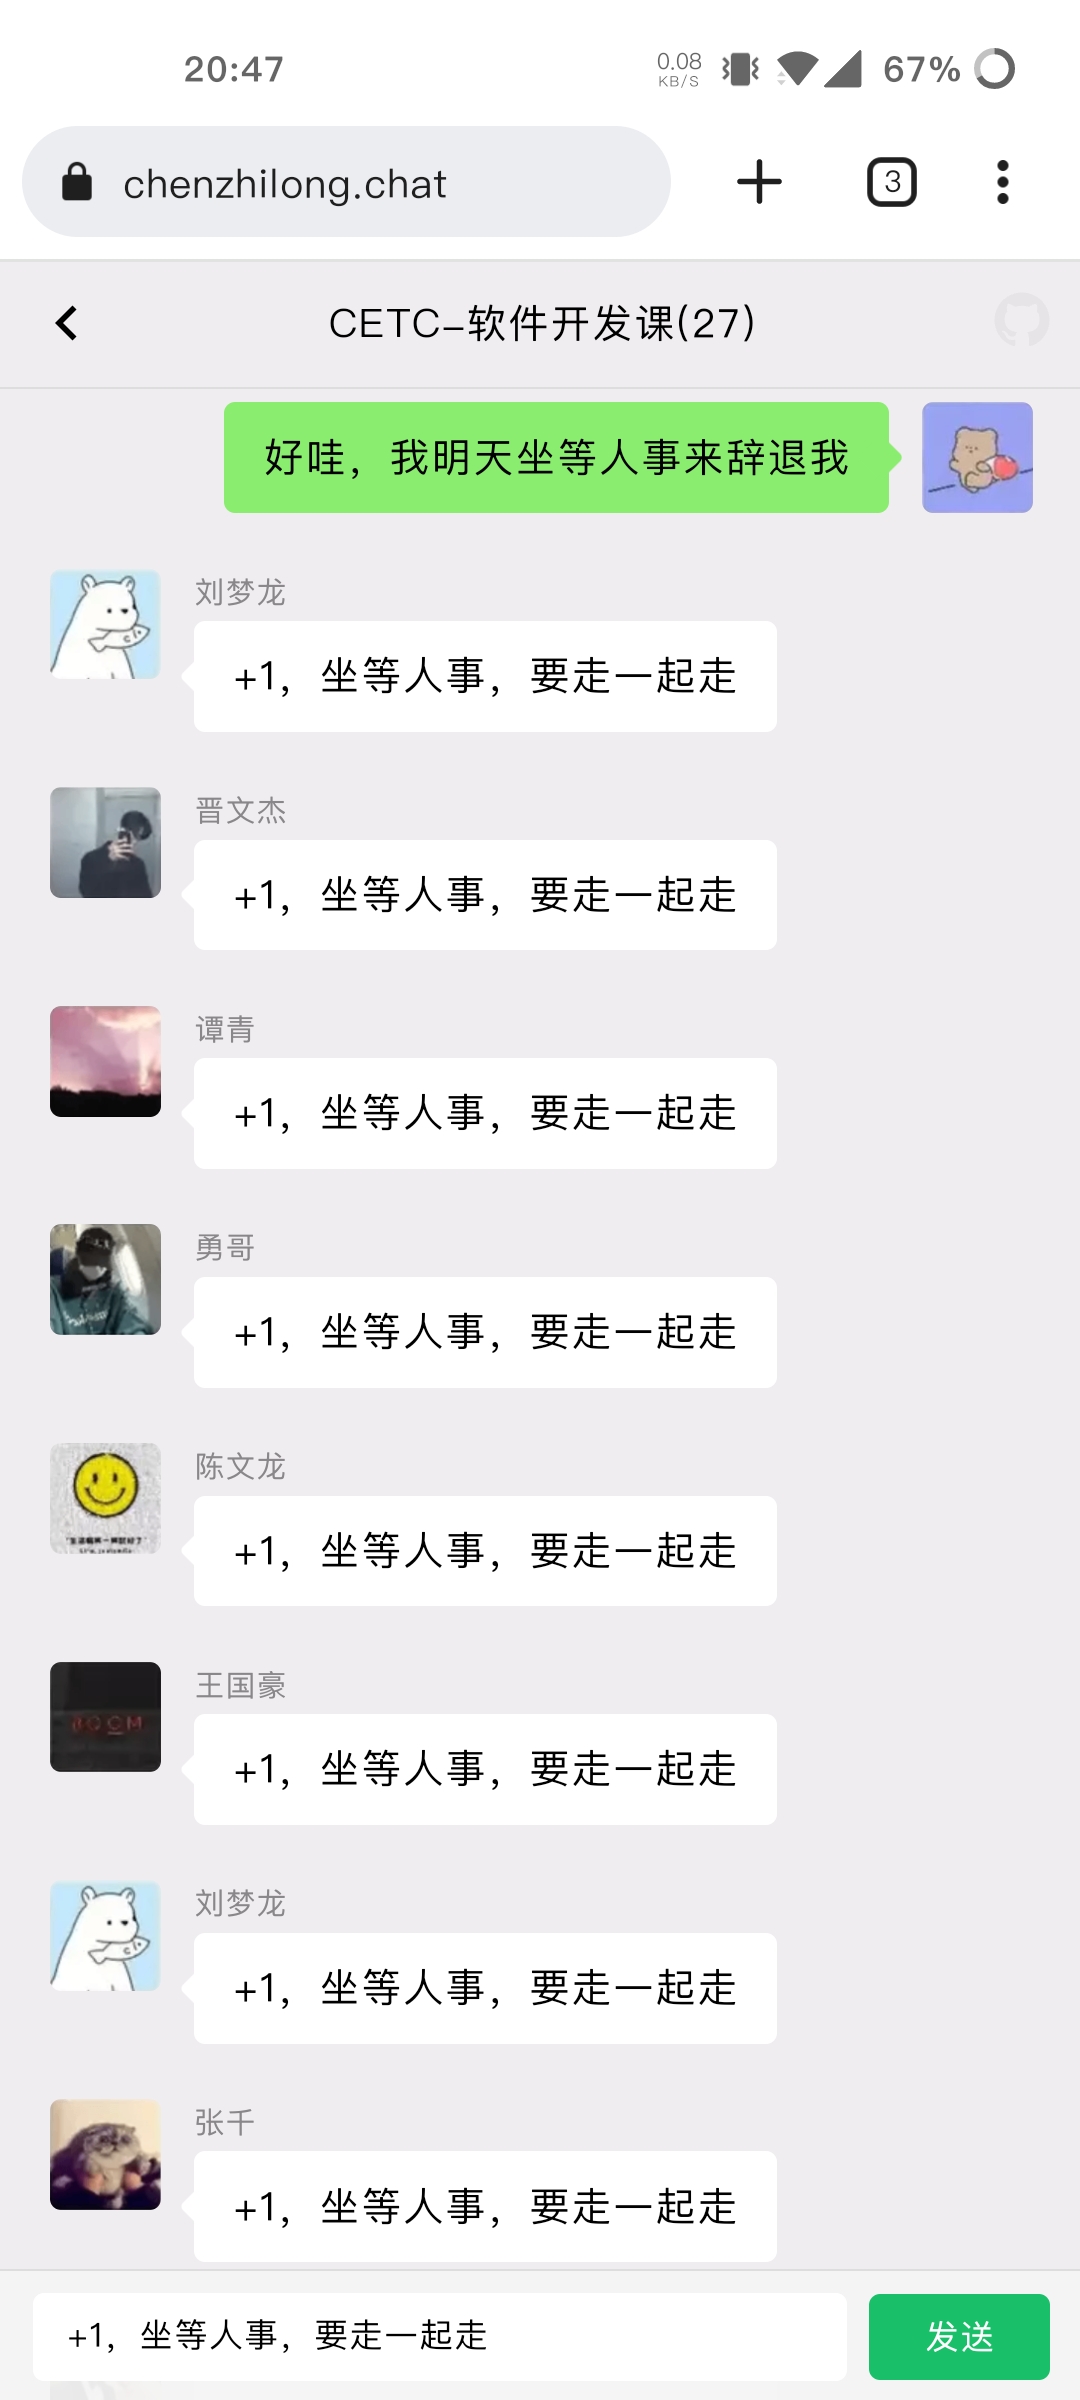 20:47
0.08
KB/S
67%
chenzhilong.chat
3
CETC-软件开发课(27)
好哇，我明天坐等人事来辞退我
刘梦龙
+1，坐等人事，要走一起走
晋文杰
+1，坐等人事，要走一起走
谭青
+1，坐等人事，要走一起走
勇哥
+1，坐等人事，要走一起走
陈文龙
+1，坐等人事，要走一起走
王国豪
BOOM
+1，坐等人事，要走一起走
刘梦龙
+1，坐等人事，要走一起走
张千
+1，坐等人事，要走一起走
+1，坐等人事，要走一起走
发送